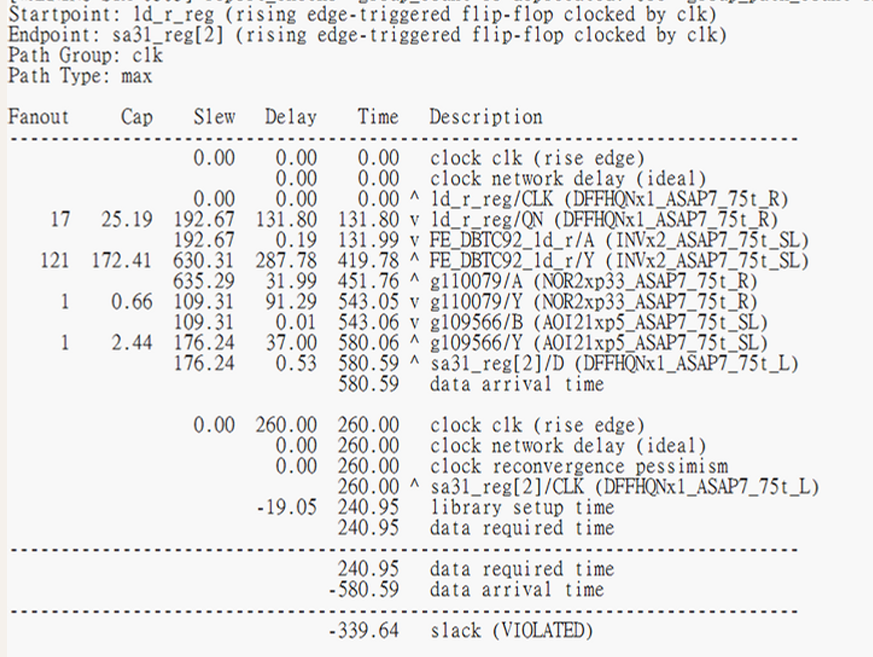 Startpoint: ld_r_reg (rising edge-triggered flip-flop clocked by clk)
Endpoint: sa31_reg[2] (rising edge-triggered flip-flop clocked by clk)
Path Group: clk
Path Type: max
Fanout Cap Slew Delay Time Description
---------------------------------------------------------------------------
0.00 0.00 0.00 clock clk (rise edge)
0.00 0.00 clock network delay (ideal)
0.00 0.00 0.00 ^ ld_r_reg/CLK (DFFHQNx1_ASAP7_75t_R)
17 25.19 192.67 131.80 131.80 v ld_r_reg/QN (DFFHQNx1_ASAP7_75t_R)
192.67 0.19 131.99 v FE_DBTC92_ld_r/A (INVx2_ASAP7_75t_SL)
121 172.41 630.31 287.78 419.78 ^ FE_DBTC92_ld_r/Y (INVx2_ASAP7_75t_SL)
635.29 31.99 451.76 ^ g110079/A (NOR2xp33_ASAP7_75t_R)
1 0.66 109.31 91.29 543.05 v g110079/Y (NOR2xp33_ASAP7_75t_R)
109.31 0.01 543.06 v g109566/B (AOI21xp5_ASAP7_75t_SL)
1 2.44 176.24 37.00 580.06 ^ g109566/Y (AOI21xp5_ASAP7_75t_SL)
176.24 0.53 580.59 ^ sa31_reg[2]/D (DFFHQNx1_ASAP7_75t_L)
580.59 data arrival time
0.00 260.00 260.00 clock clk (rise edge)
0.00 260.00 clock network delay (ideal)
0.00 260.00 clock reconvergence pessimism
260.00 ^ sa31_reg[2]/CLK (DFFHQNx1_ASAP7_75t_L)
-19.05 240.95 library setup time
240.95 data required time
---------------------------------------------------------------------------
240.95 data required time
-580.59 data arrival time
---------------------------------------------------------------------------
-339.64 slack (VIOLATED)